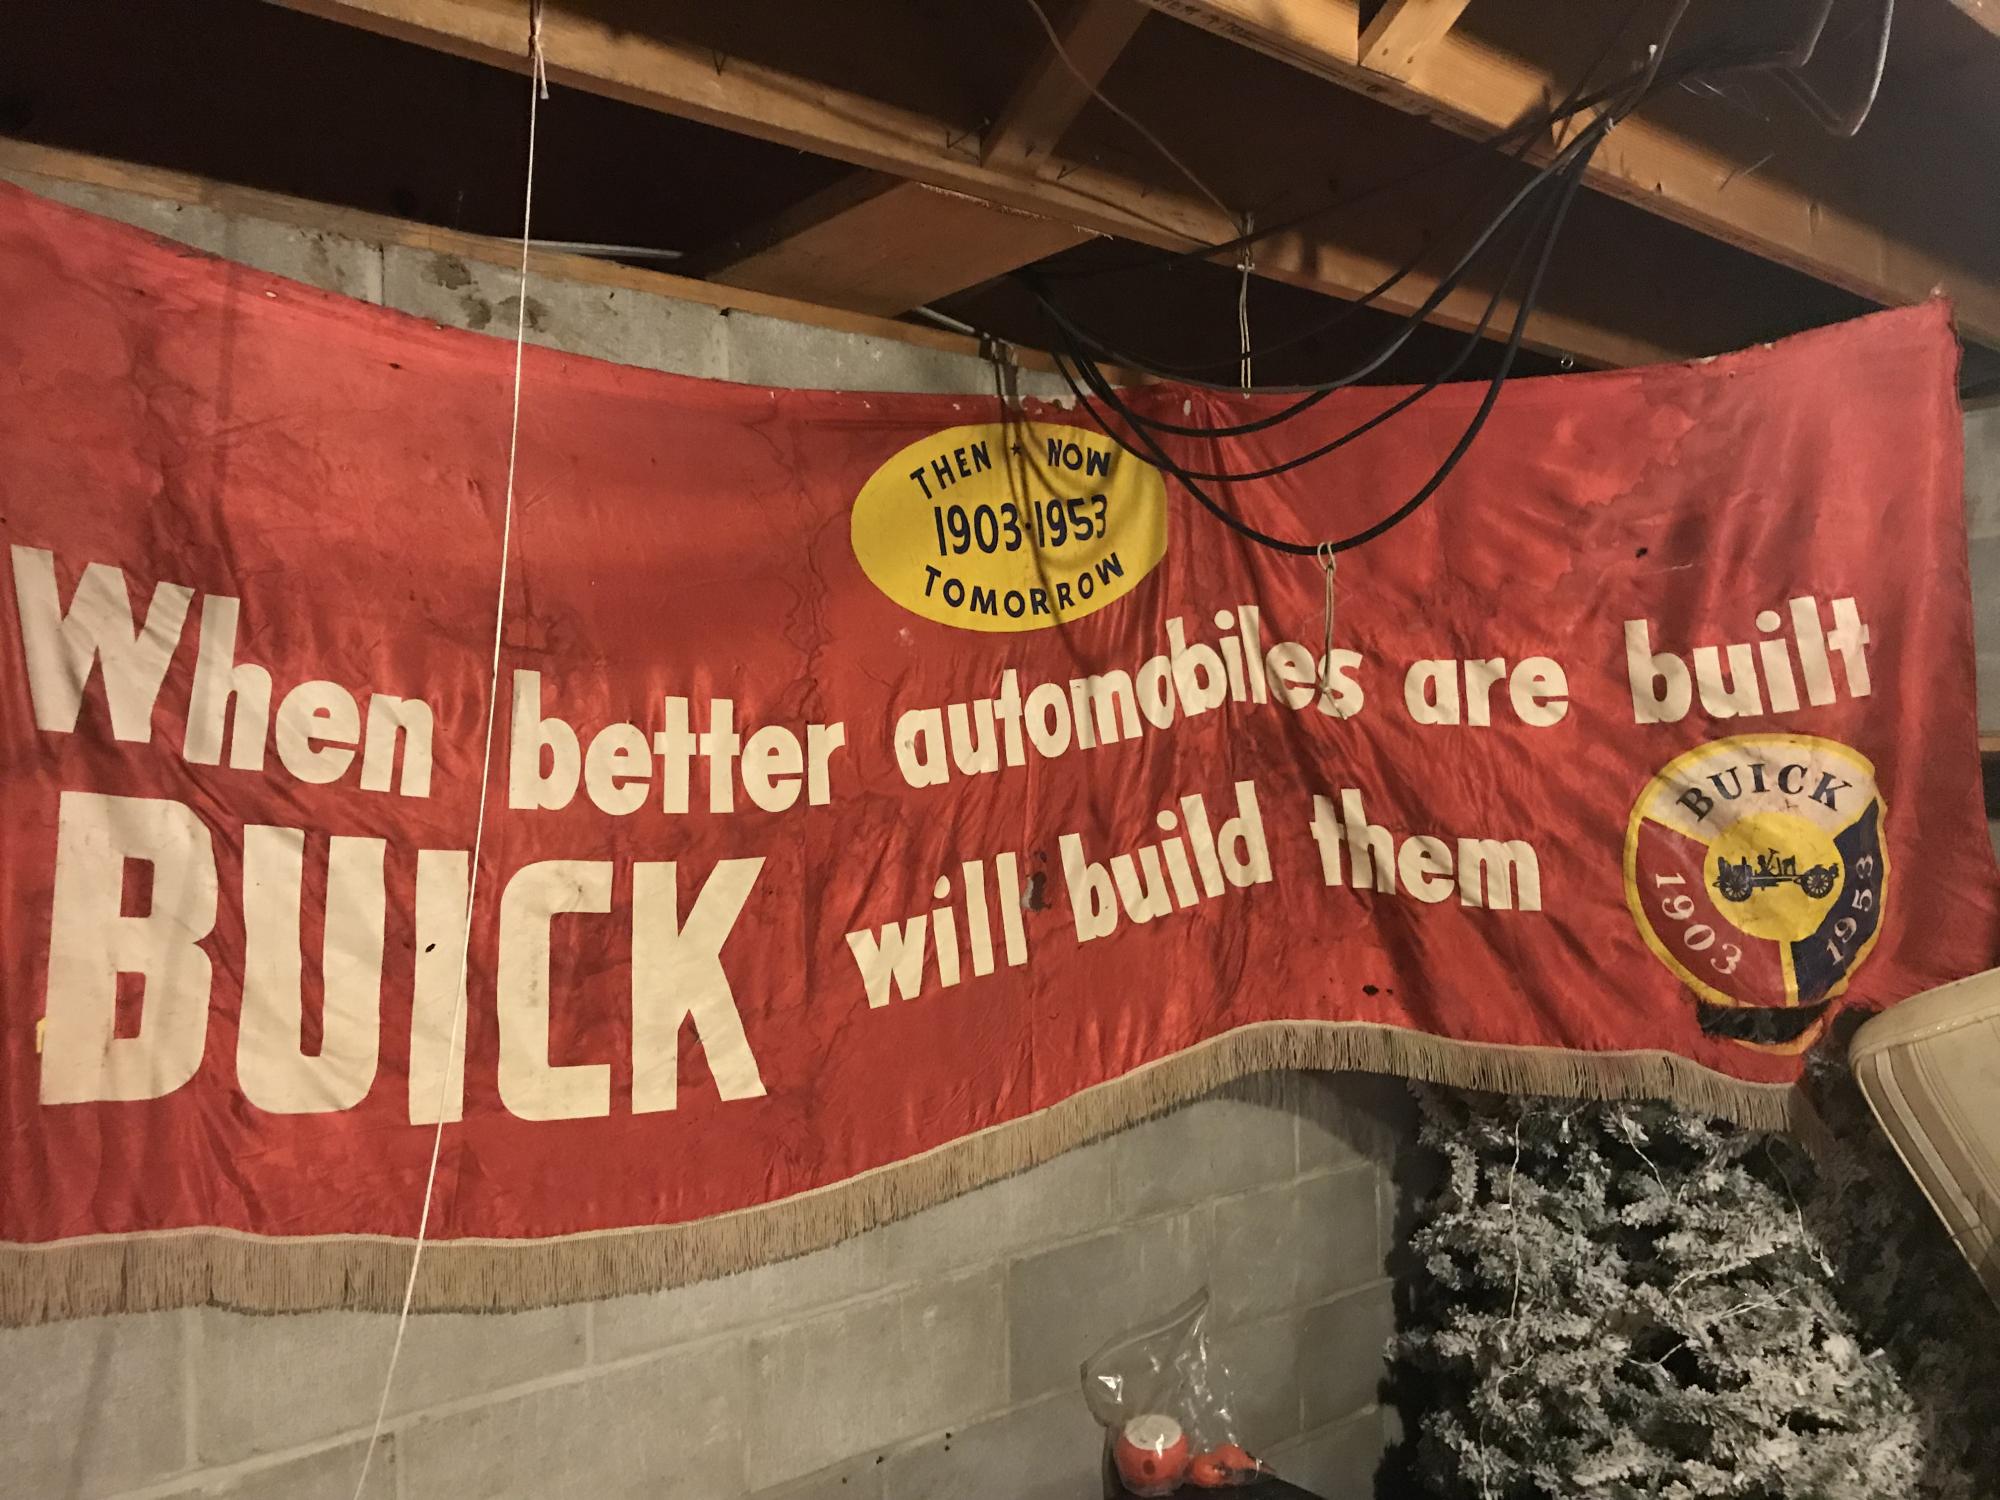 THEN ★ NOW
1903·1953
TOMORROW
When better automobiles are built
BUICK will build them
BUICK
1903
1953